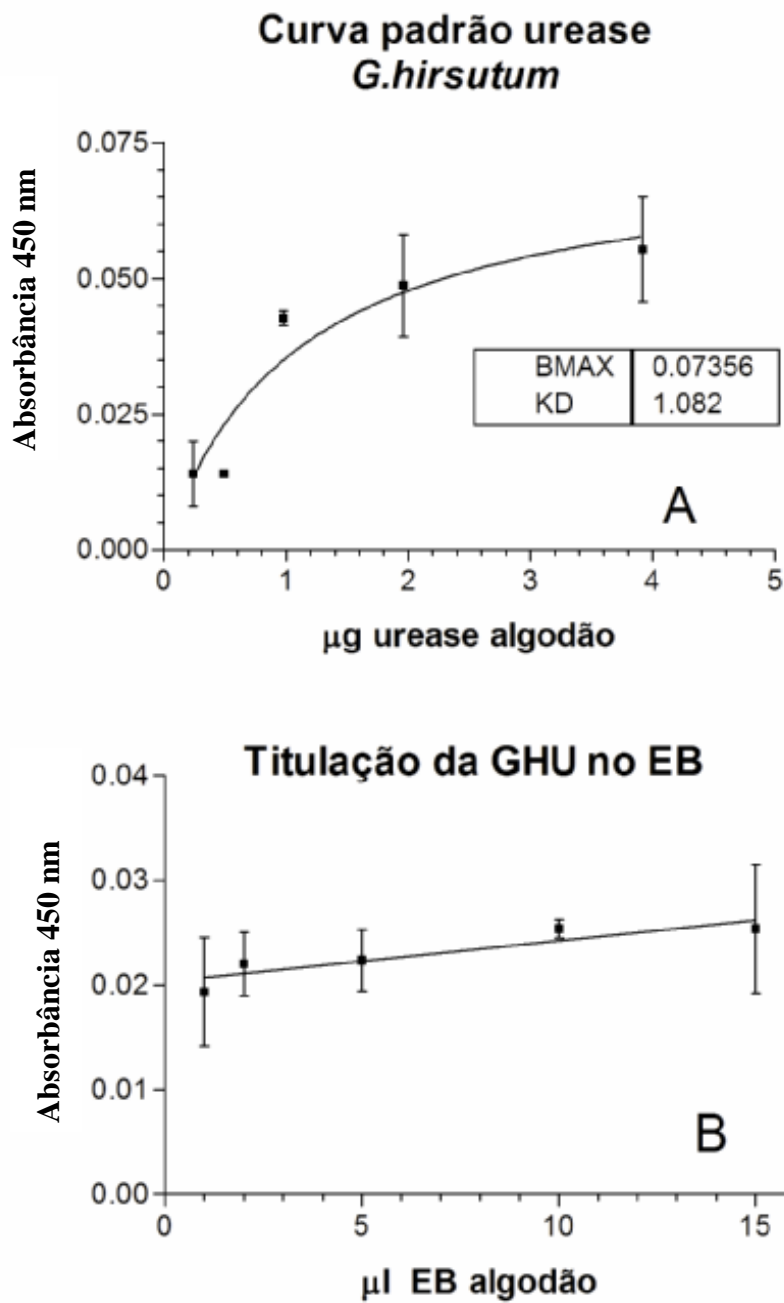 Curva padrão urease
G.hirsutum
Absorbância 450 nm
0.075
0.050
0.025
0.000
0 1 2 3 4 5
BMAX 0.07356
KD 1.082
A
µg urease algodão
Titulação da GHU no EB
Absorbância 450 nm
0.04
0.03
0.02
0.01
0.00
0 5 10 15
B
µl EB algodão